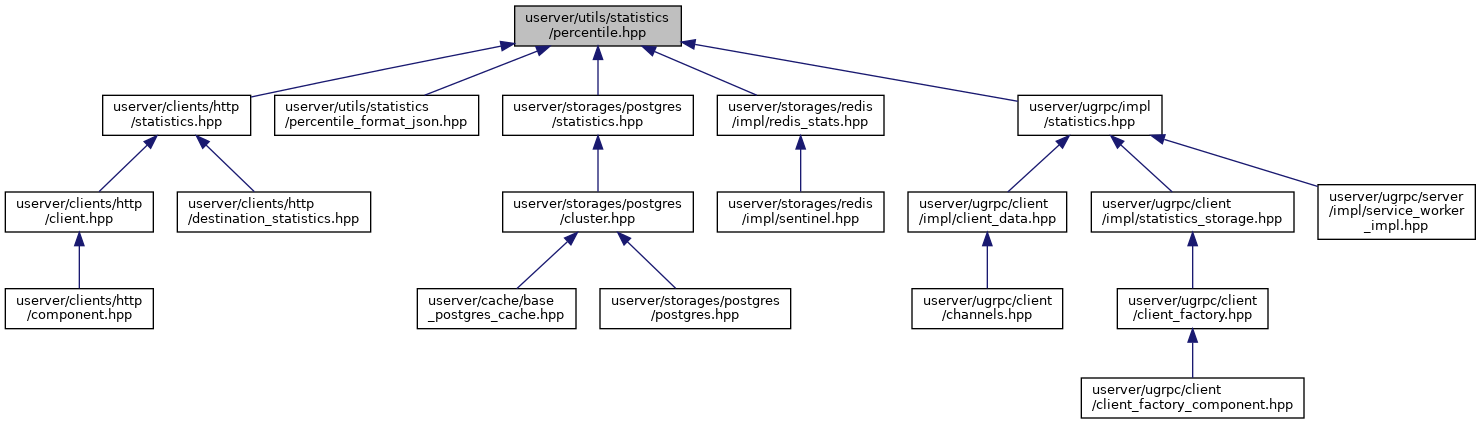 userver/utils/statistics
/percentile.hpp
userver/clients/http
/statistics.hpp
userver/utils/statistics
/percentile_format_json.hpp
userver/storages/postgres
/statistics.hpp
userver/storages/redis
/impl/redis_stats.hpp
userver/ugrpc/impl
/statistics.hpp
userver/clients/http
/client.hpp
userver/clients/http
/destination_statistics.hpp
userver/storages/postgres
/cluster.hpp
userver/storages/redis
/impl/sentinel.hpp
userver/ugrpc/client
/impl/client_data.hpp
userver/ugrpc/client
/impl/statistics_storage.hpp
userver/ugrpc/server
/impl/service_worker
_impl.hpp
userver/clients/http
/component.hpp
userver/cache/base
_postgres_cache.hpp
userver/storages/postgres
/postgres.hpp
userver/ugrpc/client
/channels.hpp
userver/ugrpc/client
/client_factory.hpp
userver/ugrpc/client
/client_factory_component.hpp